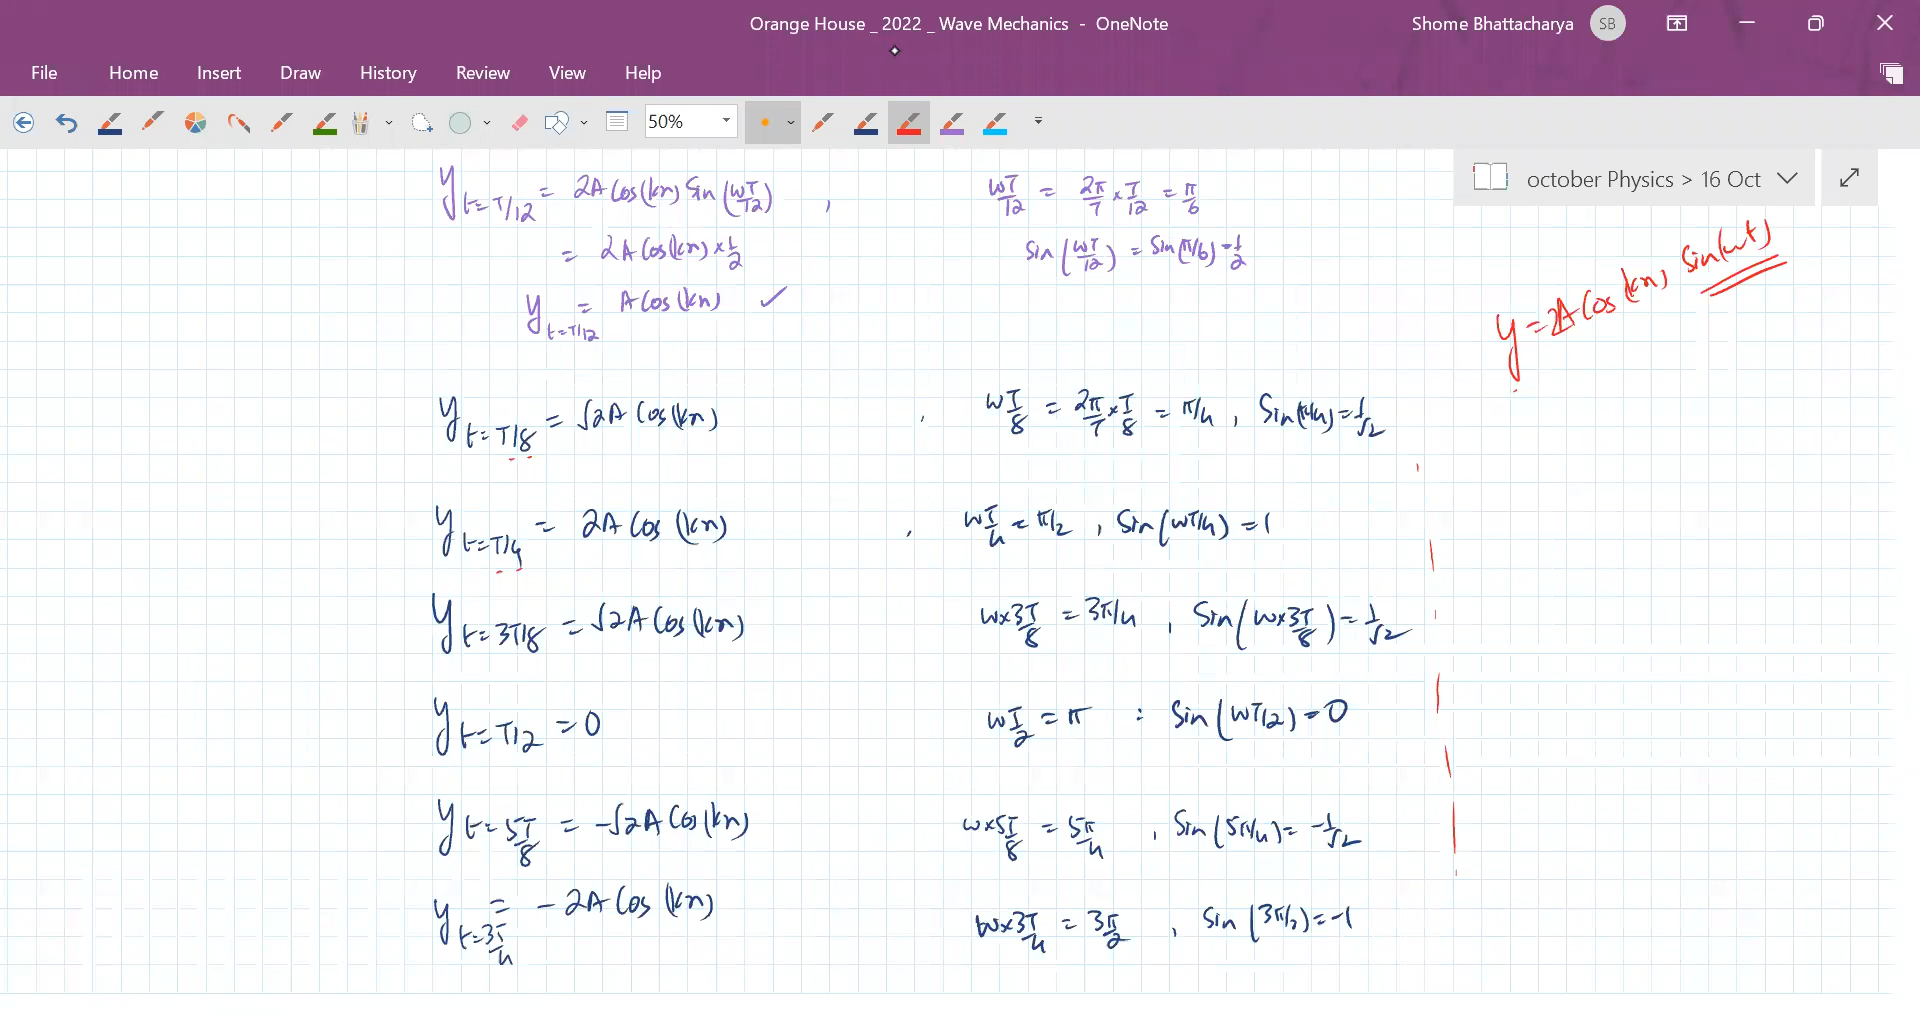 Orange House _ 2022 _ Wave Mechanics - OneNote
Shome Bhattacharya SB
File Home Insert Draw History Review View Help
50%
october Physics > 16 Oct
y t=T/12 = 2A Cos(kx) Sin(ωT/12) , ωT/12 = 2π/T × T/12 = π/6
= 2A Cos(kx) × 1/2 Sin(ωT/12) = Sin(π/6) = 1/2
y t=T/12 = A Cos(kx) ✓
y = 2A Cos(kx) Sin(ωt)
y t=T/8 = √2A Cos(kx) , ωT/8 = 2π/T × T/8 = π/4 , Sin(π/4) = 1/√2
y t=T/4 = 2A Cos(kx) , ωT/4 = π/2 , Sin(ωT/4) = 1
y t=3T/8 = √2A Cos(kx) ω×3T/8 = 3π/4 , Sin(ω×3T/8) = 1/√2
y t=T/2 = 0 ωT/2 = π : Sin(ωT/2) = 0
y t=5T/8 = -√2A Cos(kx) ω×5T/8 = 5π/4 , Sin(5π/4) = -1/√2
y t=3T/4 = -2A Cos(kx) ω×3T/4 = 3π/2 , Sin(3π/2) = -1